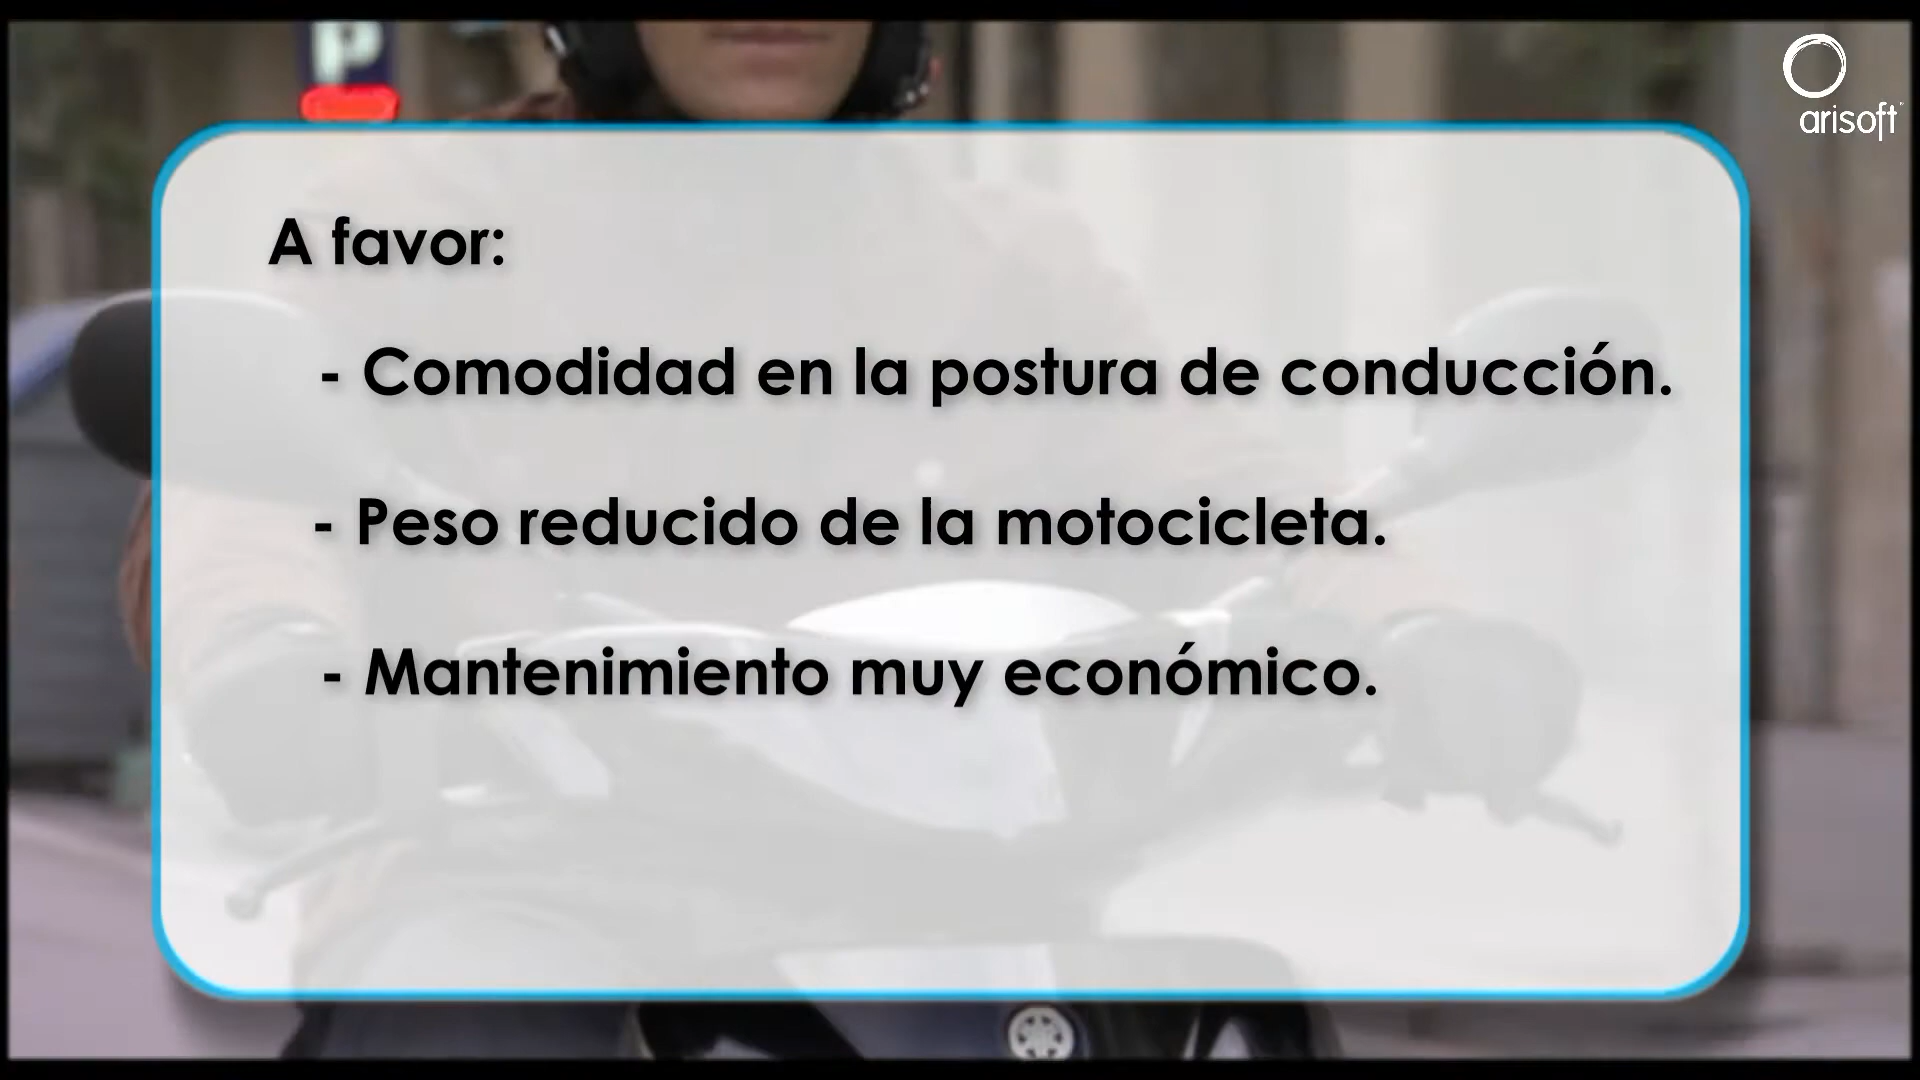 P
arisoft
A favor:
- Comodidad en la postura de conducción.
- Peso reducido de la motocicleta.
- Mantenimiento muy económico.